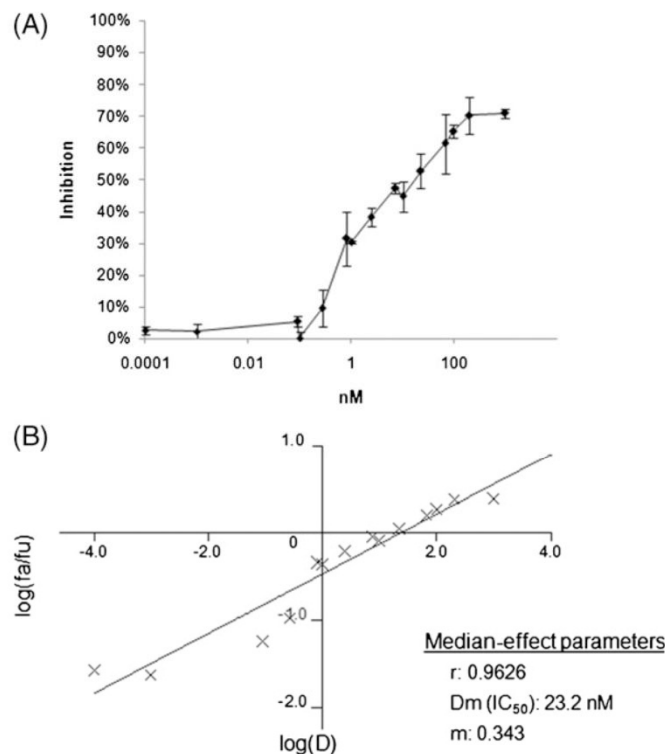 (A)
100%
90%
80%
70%
60%
50%
40%
30%
20%
10%
0%
Inhibition
0.0001
0.01
1
100
nM
(B)
1.0
-4.0
-2.0
0
2.0
4.0
log(fa/fu)
-1.0
-2.0
log(D)
Median-effect parameters
r: 0.9626
Dm (IC50): 23.2 nM
m: 0.343